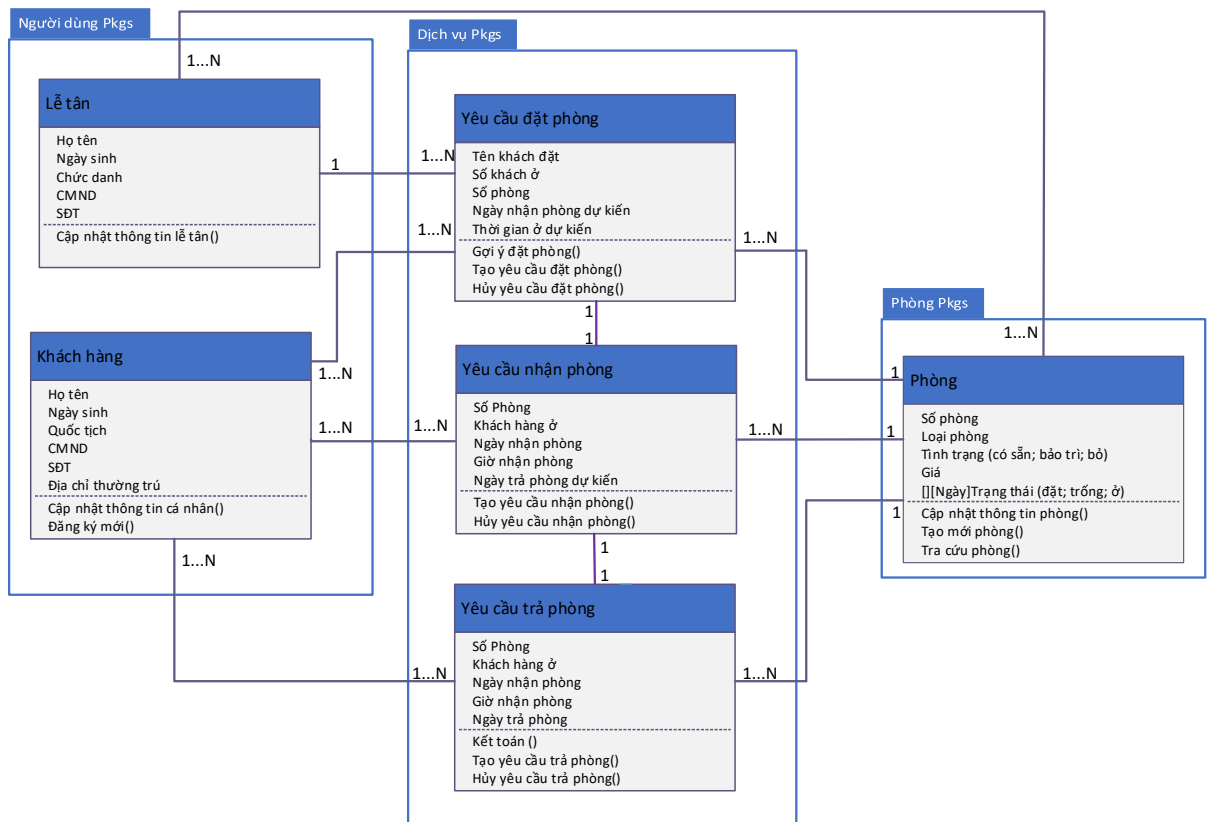 Người dùng Pkgs
1...N
Lễ tân
Họ tên
Ngày sinh
Chức danh
CMND
SĐT
Cập nhật thông tin lễ tân()
1
Khách hàng
Họ tên
Ngày sinh
Quốc tịch
CMND
SĐT
Địa chỉ thường trú
Cập nhật thông tin cá nhân()
Đăng ký mới()
1...N
1...N
1...N
Dịch vụ Pkgs
1...N
1...N
Yêu cầu đặt phòng
Tên khách đặt
Số khách ở
Số phòng
Ngày nhận phòng dự kiến
Thời gian ở dự kiến
Gợi ý đặt phòng()
Tạo yêu cầu đặt phòng()
Hủy yêu cầu đặt phòng()
1...N
1
1
Yêu cầu nhận phòng
Số Phòng
Khách hàng ở
Ngày nhận phòng
Giờ nhận phòng
Ngày trả phòng dự kiến
Tạo yêu cầu nhận phòng()
Hủy yêu cầu nhận phòng()
1...N
1...N
1
1
Yêu cầu trả phòng
Số Phòng
Khách hàng ở
Ngày nhận phòng
Giờ nhận phòng
Ngày trả phòng
Kết toán ()
Tạo yêu cầu trả phòng()
Hủy yêu cầu trả phòng()
1...N
1...N
Phòng Pkgs
1...N
1
1
1
Phòng
Số phòng
Loại phòng
Tình trạng (có sẵn; bảo trì; bỏ)
Giá
[][Ngày]Trạng thái (đặt; trống; ở)
Cập nhật thông tin phòng()
Tạo mới phòng()
Tra cứu phòng()